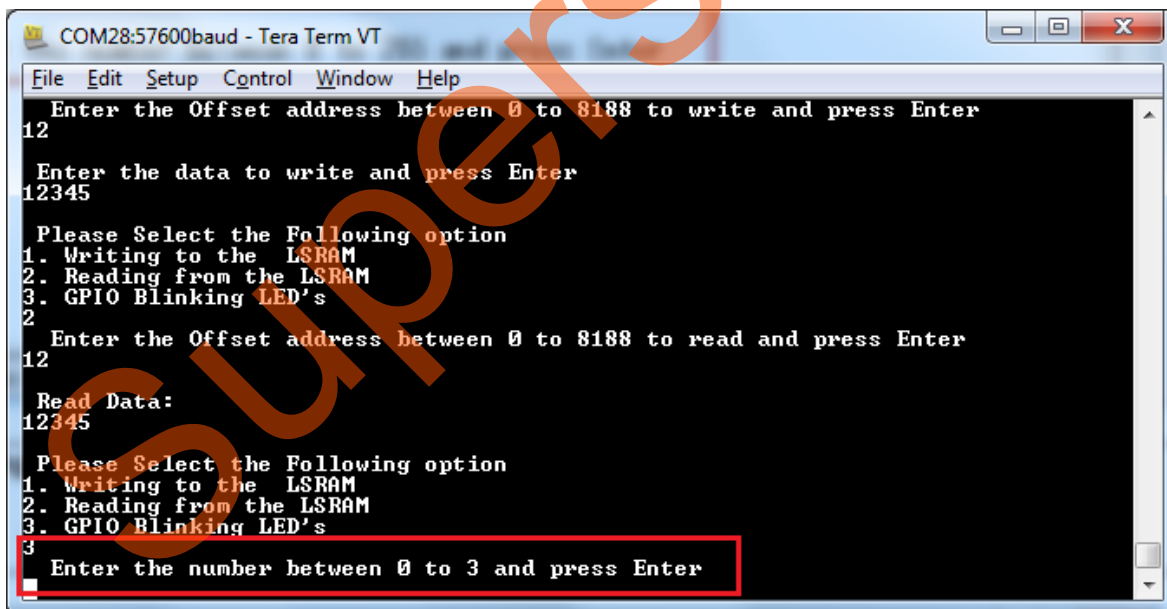 COM28:57600baud - Tera Term VT
File Edit Setup Control Window Help
Enter the Offset address between 0 to 8188 to write and press Enter
12
Enter the data to write and press Enter
12345
Please Select the Following option
1. Writing to the LSRAM
2. Reading from the LSRAM
3. GPIO Blinking LED's
2
Enter the Offset address between 0 to 8188 to read and press Enter
12
Read Data:
12345
Please Select the Following option
1. Writing to the LSRAM
2. Reading from the LSRAM
3. GPIO Blinking LED's
3
Enter the number between 0 to 3 and press Enter
Supers